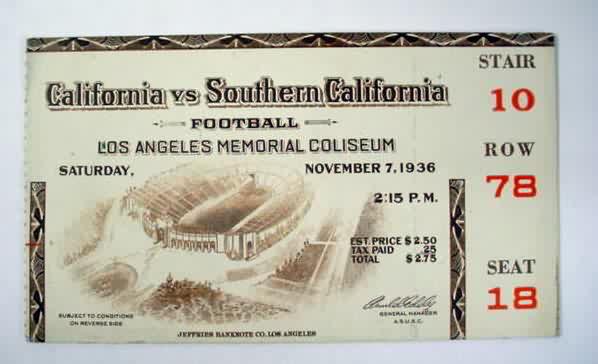 California vs Southern California
FOOTBALL
LOS ANGELES MEMORIAL COLISEUM
SATURDAY, NOVEMBER 7, 1936
2:15 P.M.
EST. PRICE $2.50
TAX PAID 25
TOTAL $2.75
GENERAL MANAGER
A.S.U.S.C.
SUBJECT TO CONDITIONS
ON REVERSE SIDE
JEFFRIES BANKNOTE CO. LOS ANGELES
STAIR
10
ROW
78
SEAT
18